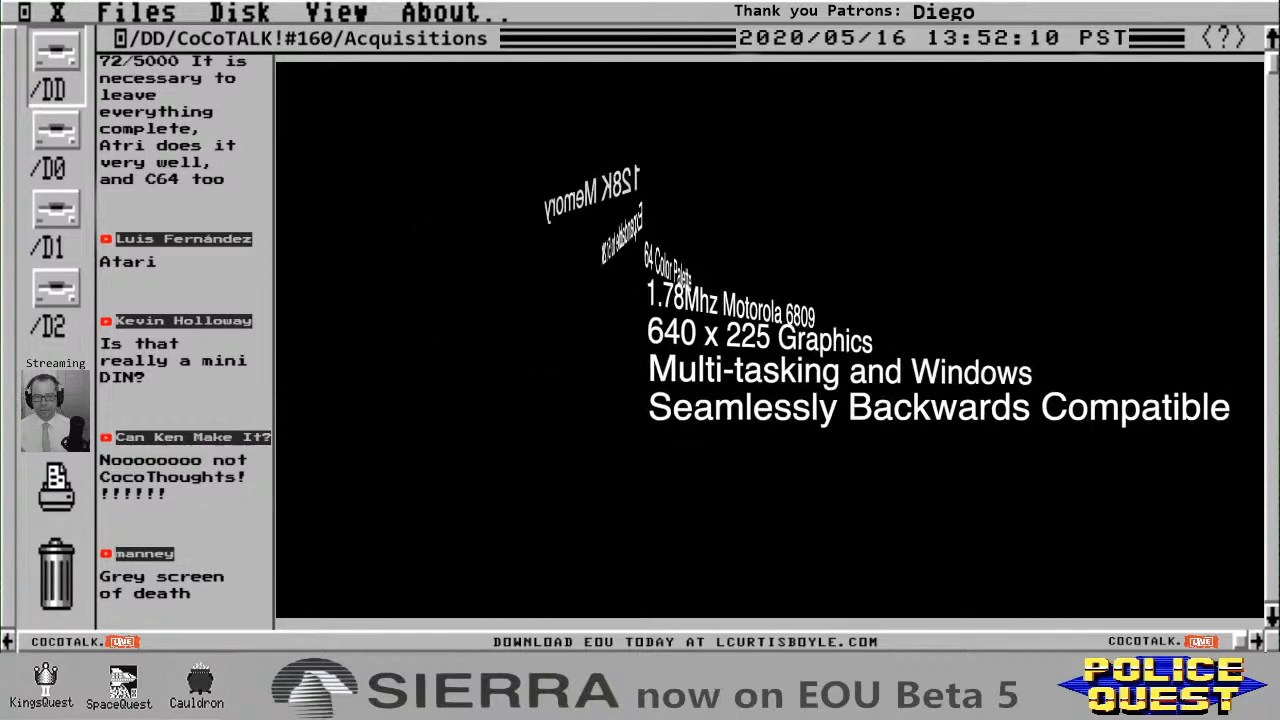 X Files Disk View About..
Thank you Patrons: Diego
/DD/CoCoTALK!#160/Acquisitions
2020/05/16 13:52:10 PST
<?>
/DD
/D0
/D1
/D2
Streaming
72/5000 It is
necessary to
leave
everything
complete,
Atri does it
very well,
and C64 too
Luis Fernández
Atari
Kevin Holloway
Is that
really a mini
DIN?
Can Ken Make It?
Noooooooo not
CocoThoughts!
!!!!!!
manney
Grey screen
of death
128K Memory
64 Color Palette
1.78Mhz Motorola 6809
640 x 225 Graphics
Multi-tasking and Windows
Seamlessly Backwards Compatible
COCOTALK.LIVE
DOWNLOAD EOU TODAY AT LCURTISBOYLE.COM
COCOTALK.LIVE
KingsQuest
SpaceQuest
Cauldron
SIERRA now on EOU Beta 5
POLICE
QUEST